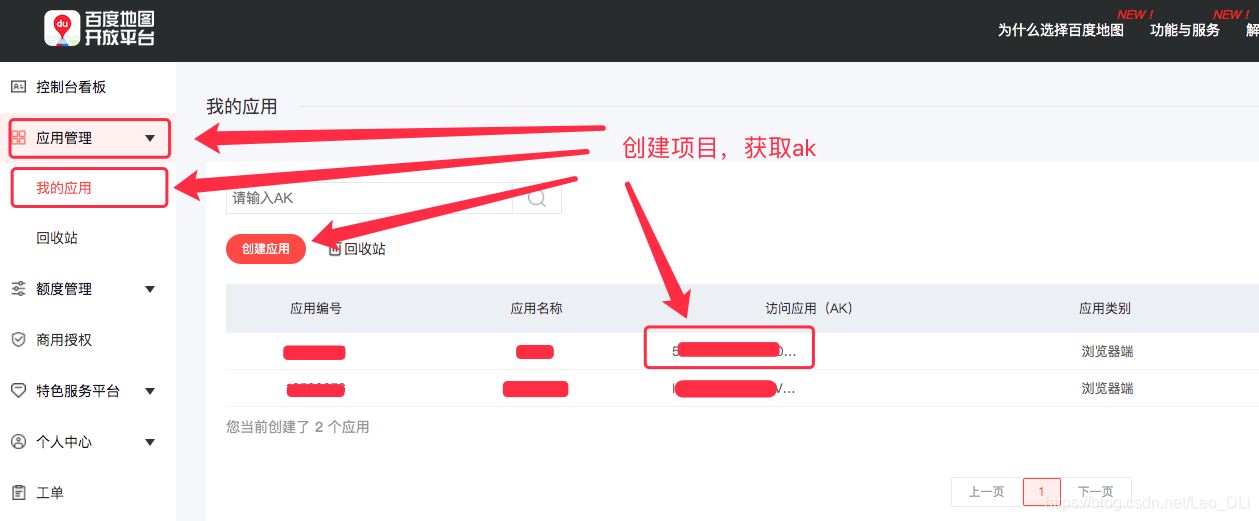 du
百度地图
开放平台
NEW !
NEW !
为什么选择百度地图
功能与服务
解
控制台看板
应用管理
我的应用
回收站
额度管理
商用授权
特色服务平台
个人中心
工单
我的应用
创建项目，获取ak
请输入AK
创建应用
回收站
应用编号 应用名称 访问应用（AK） 应用类别
5 0... 浏览器端
V... 浏览器端
您当前创建了 2 个应用
上一页 1 下一页
https://blog.csdn.net/Leo_DLi